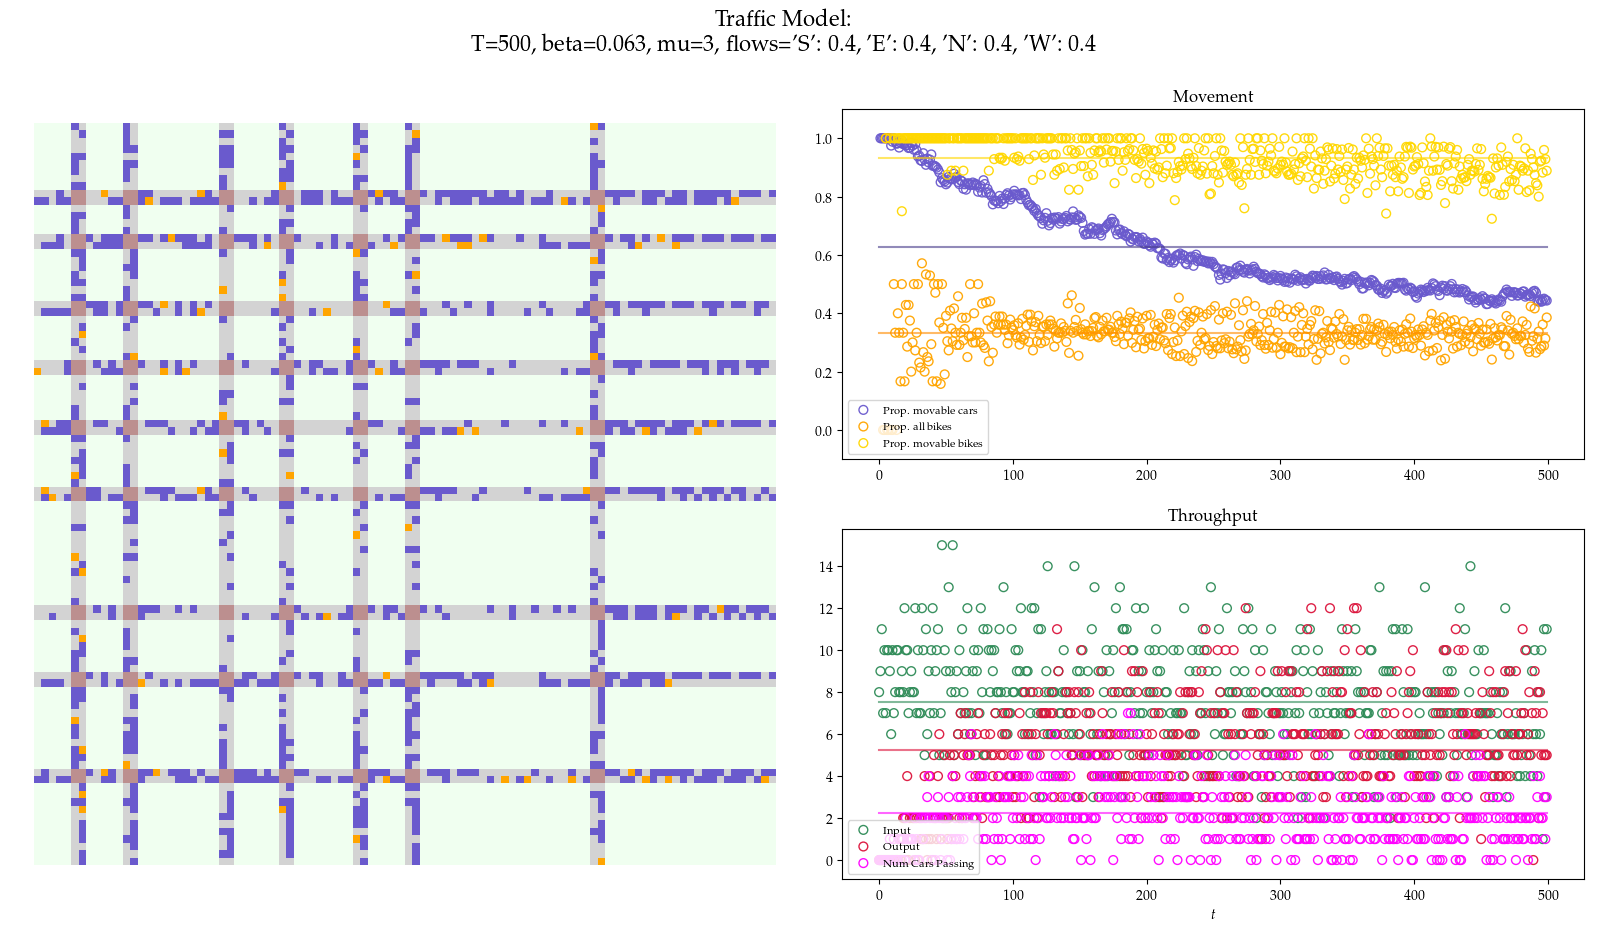 Traffic Model:
T=500, beta=0.063, mu=3, flows='S': 0.4, 'E': 0.4, 'N': 0.4, 'W': 0.4
Movement
1.0
0.8
0.6
0.4
0.2
0.0
Prop. movable cars
Prop. all bikes
Prop. movable bikes
0 100 200 300 400 500
Throughput
14
12
10
8
6
4
2
0
Input
Output
Num Cars Passing
0 100 200 300 400 500
t